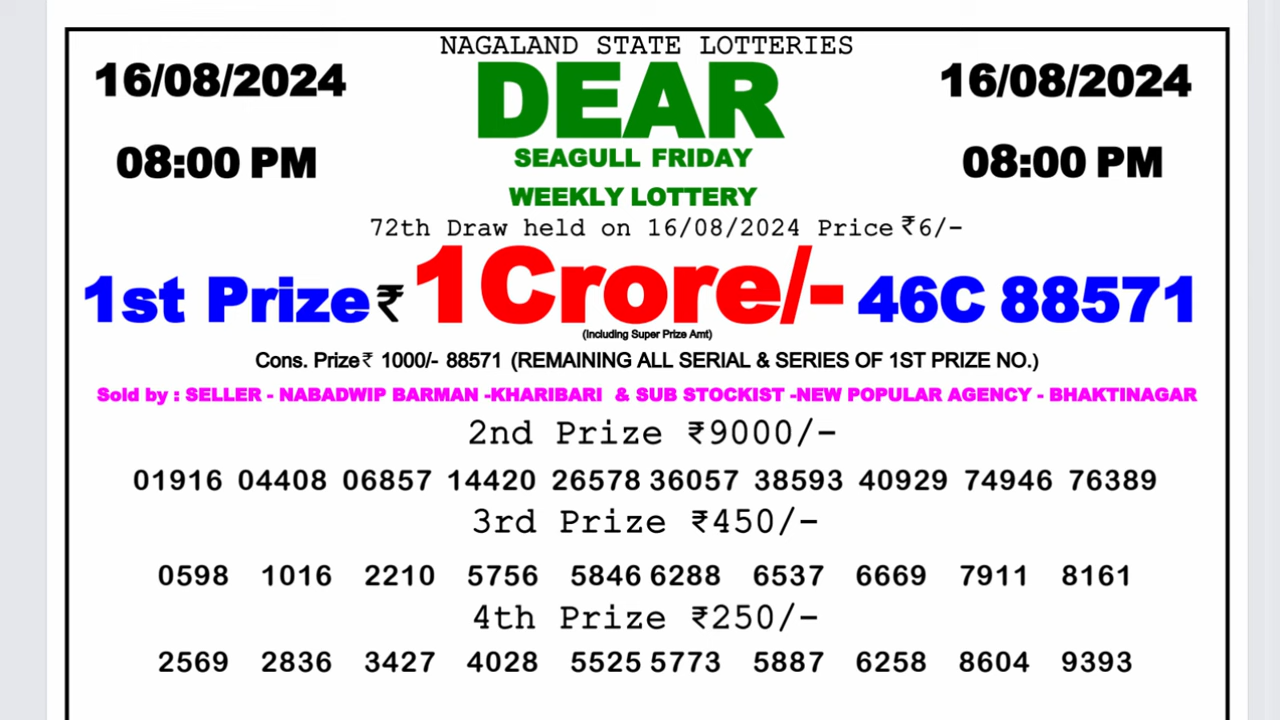 NAGALAND STATE LOTTERIES
16/08/2024 DEAR 16/08/2024
08:00 PM SEAGULL FRIDAY 08:00 PM
WEEKLY LOTTERY
72th Draw held on 16/08/2024 Price ₹6/-
1st Prize ₹ 1Crore/- 46C 88571
(Including Super Prize Amt)
Cons. Prize ₹ 1000/- 88571 (REMAINING ALL SERIAL & SERIES OF 1ST PRIZE NO.)
Sold by : SELLER - NABADWIP BARMAN -KHARIBARI & SUB STOCKIST -NEW POPULAR AGENCY - BHAKTINAGAR
2nd Prize ₹9000/-
01916 04408 06857 14420 26578 36057 38593 40929 74946 76389
3rd Prize ₹450/-
0598 1016 2210 5756 5846 6288 6537 6669 7911 8161
4th Prize ₹250/-
2569 2836 3427 4028 5525 5773 5887 6258 8604 9393